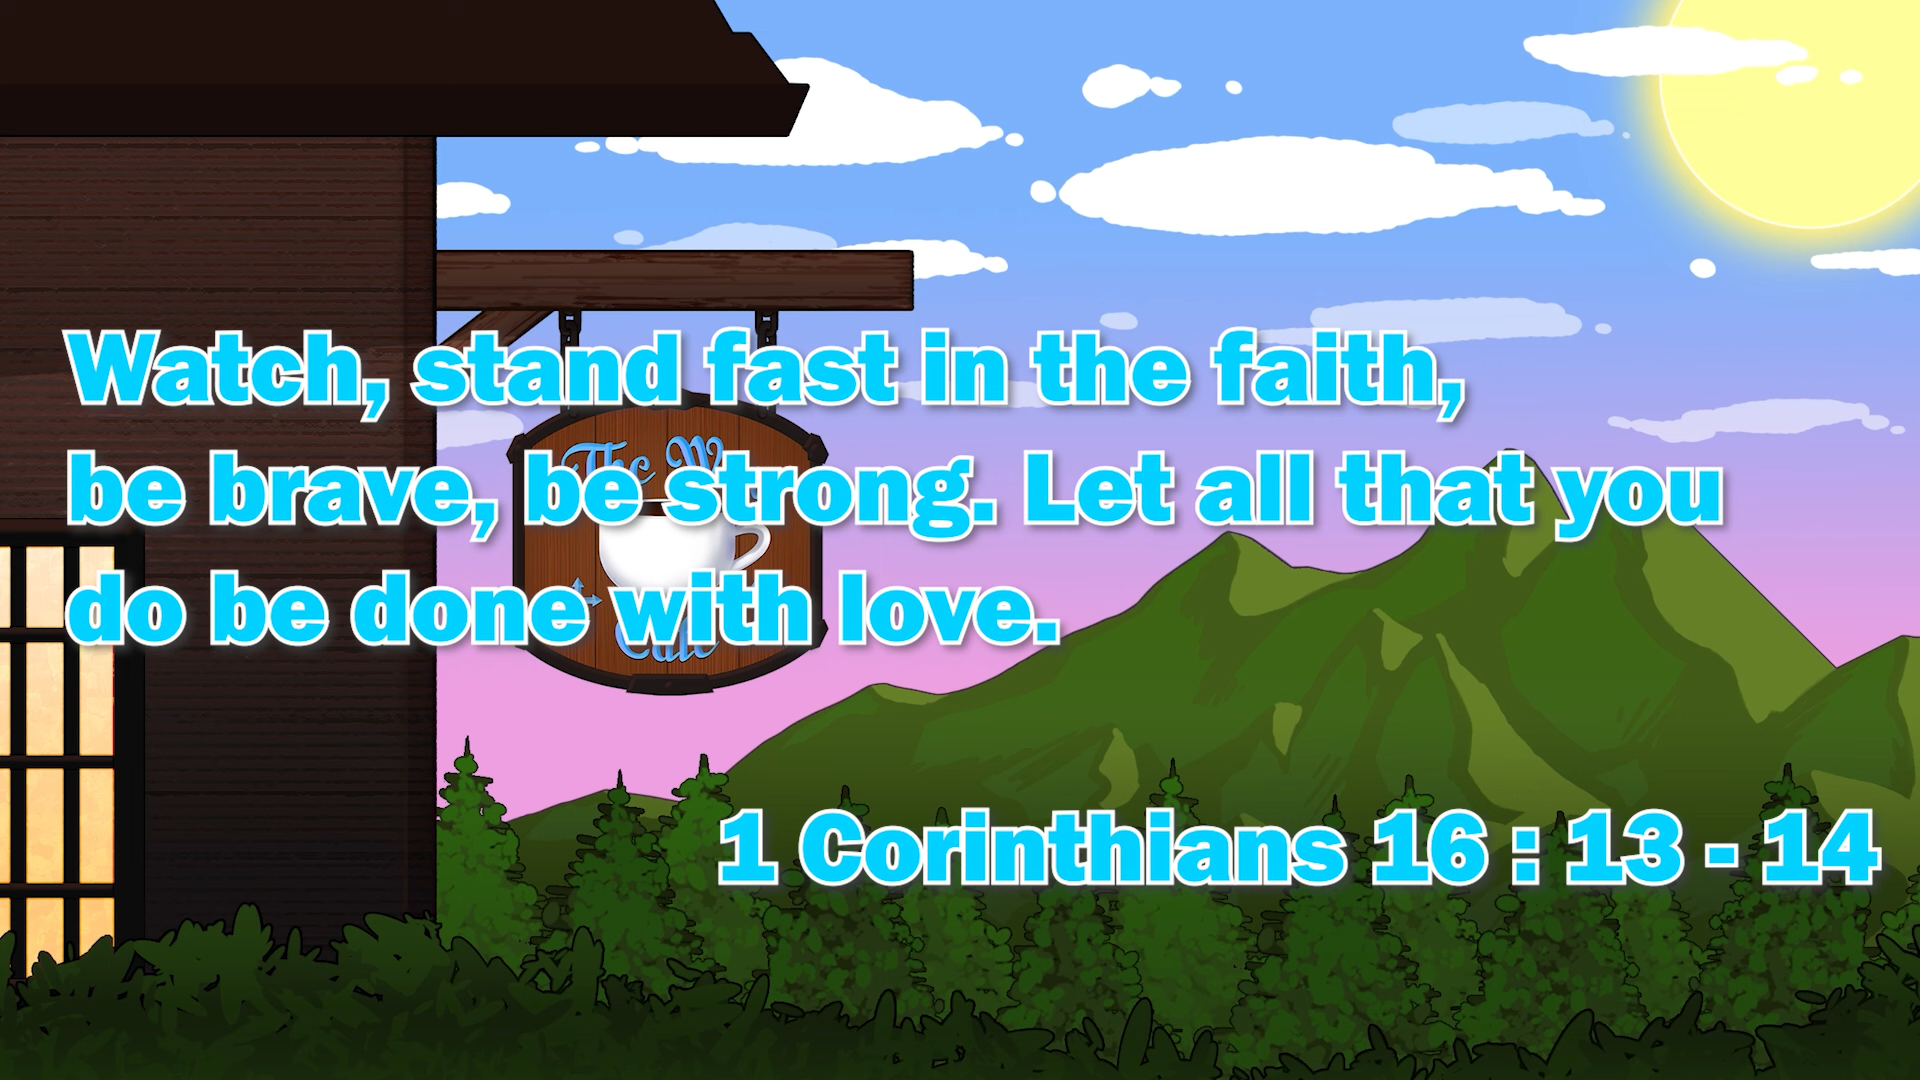 Watch, stand fast in the faith,
be brave, be strong. Let all that you
do be done with love.
1 Corinthians 16 : 13 - 14
The